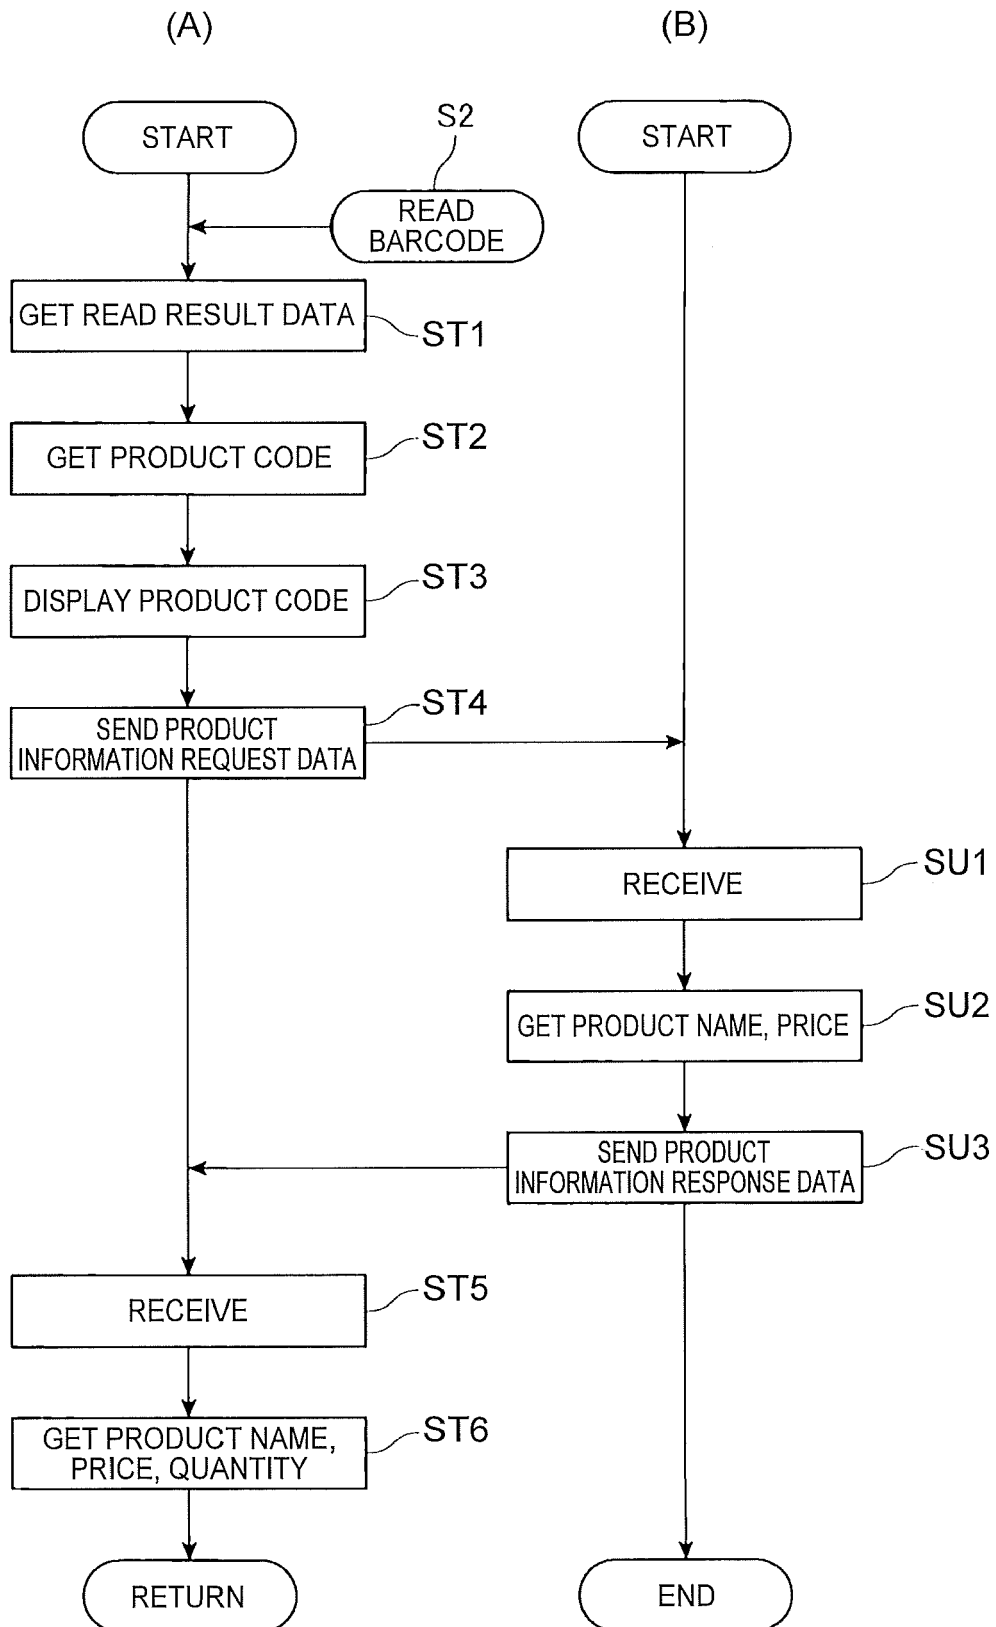 (A)
(B)
START
START
S2
READ
BARCODE
GET READ RESULT DATA
ST1
GET PRODUCT CODE
ST2
DISPLAY PRODUCT CODE
ST3
SEND PRODUCT
INFORMATION REQUEST DATA
ST4
RECEIVE
SU1
GET PRODUCT NAME, PRICE
SU2
SEND PRODUCT
INFORMATION RESPONSE DATA
SU3
RECEIVE
ST5
GET PRODUCT NAME,
PRICE, QUANTITY
ST6
RETURN
END